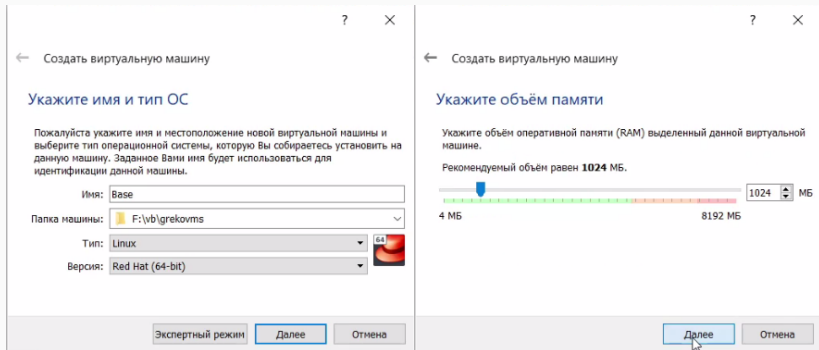 Создать виртуальную машину
Укажите имя и тип ОС
Пожалуйста укажите имя и местоположение новой виртуальной машины и
выберите тип операционной системы, которую Вы собираетесь установить на
данную машину. Заданное Вами имя будет использоваться для
идентификации данной машины.
Имя: Base
Папка машины: F:\vb\grekovms
Тип: Linux
64
Версия: Red Hat (64-bit)
Экспертный режим Далее Отмена
Создать виртуальную машину
Укажите объём памяти
Укажите объём оперативной памяти (RAM) выделенный данной виртуальной
машине.
Рекомендуемый объём равен 1024 МБ.
1024 МБ
4 МБ 8192 МБ
Далее Отмена